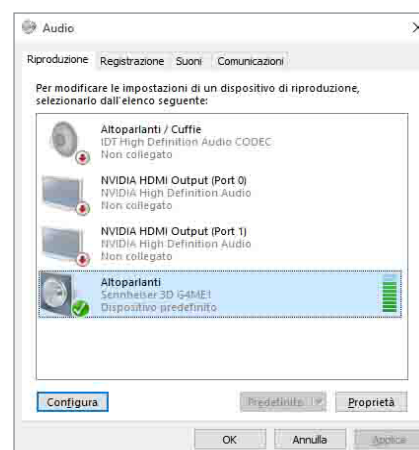 Audio
Riproduzione Registrazione Suoni Comunicazioni
Per modificare le impostazioni di un dispositivo di riproduzione,
selezionarlo dall'elenco seguente:
Altoparlanti / Cuffie
IDT High Definition Audio CODEC
Non collegato
NVIDIA HDMI Output (Port 0)
NVIDIA High Definition Audio
Non collegato
NVIDIA HDMI Output (Port 1)
NVIDIA High Definition Audio
Non collegato
Altoparlanti
Sennheiser 3D G4ME1
Dispositivo predefinito
Configura Predefinito Proprietà
OK Annulla Applica